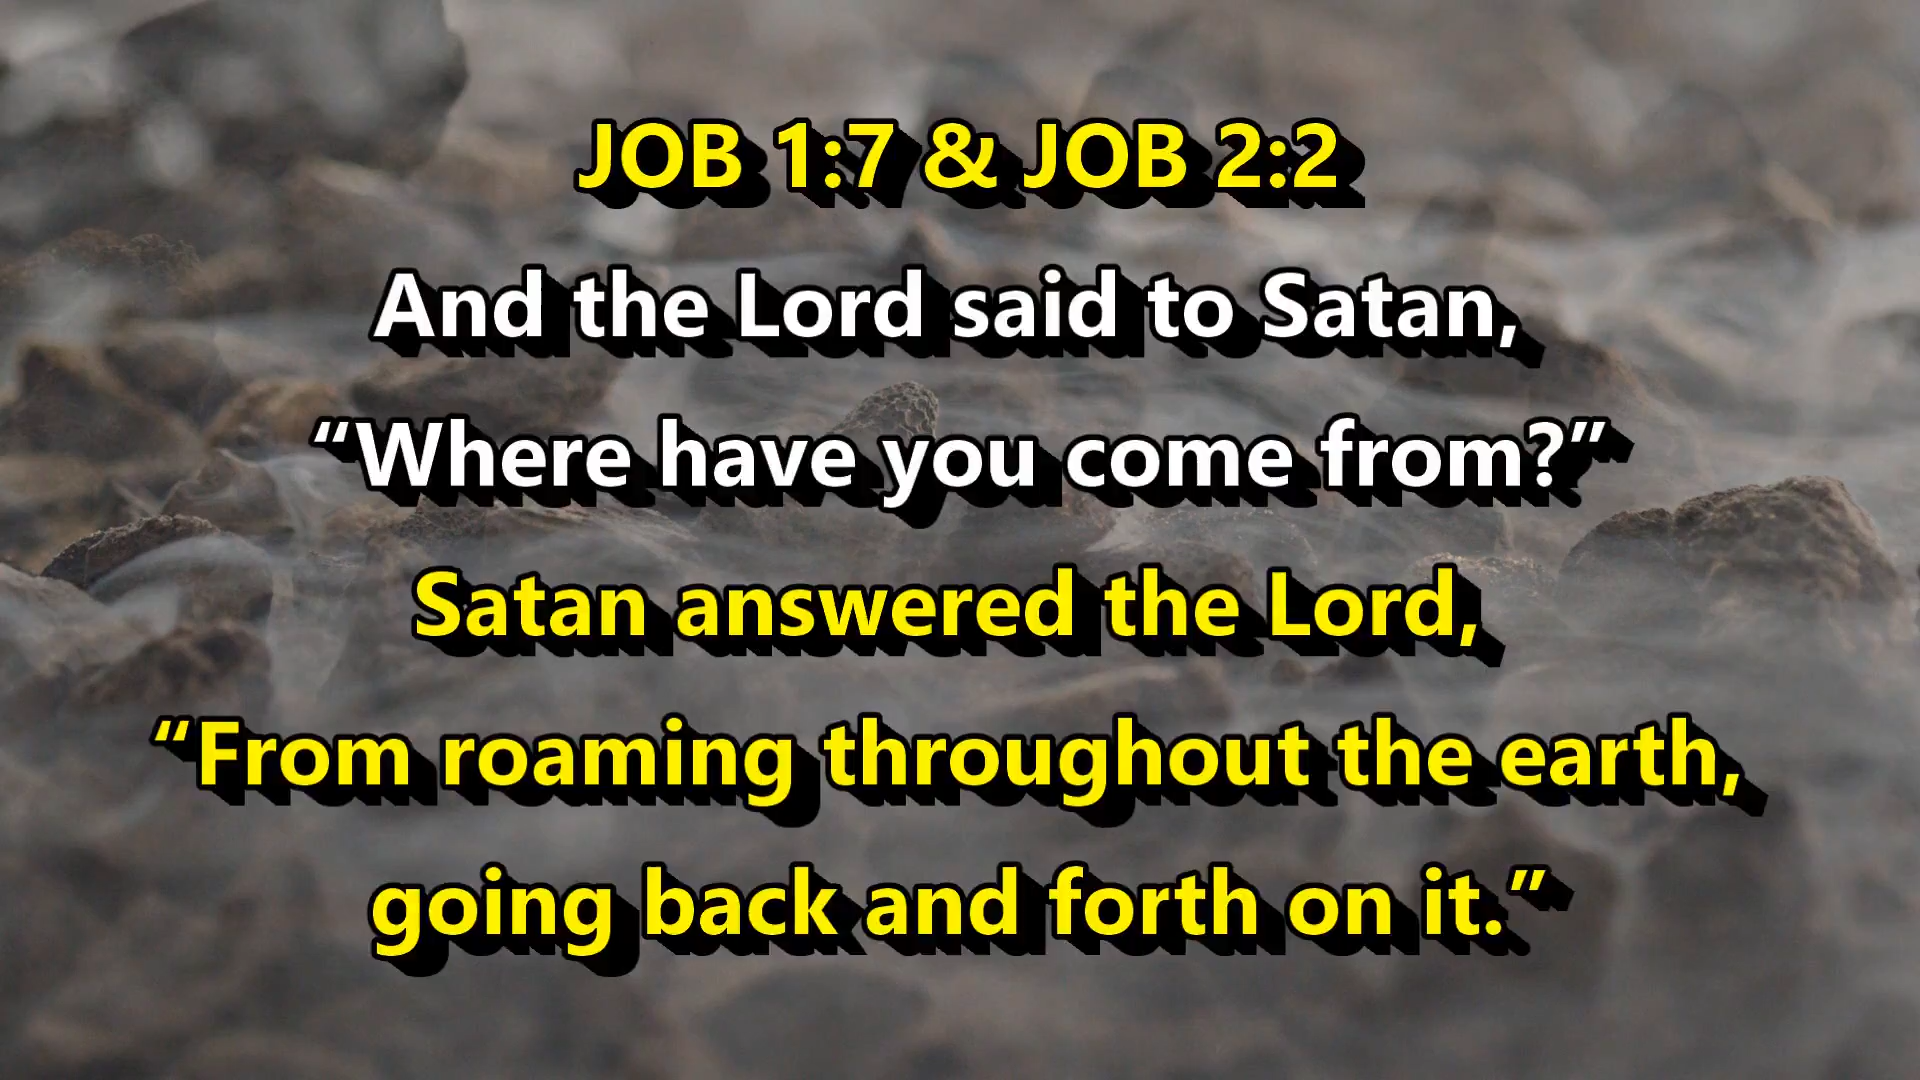 JOB 1:7 & JOB 2:2
And the Lord said to Satan,
“Where have you come from?”
Satan answered the Lord,
“From roaming throughout the earth,
going back and forth on it.”